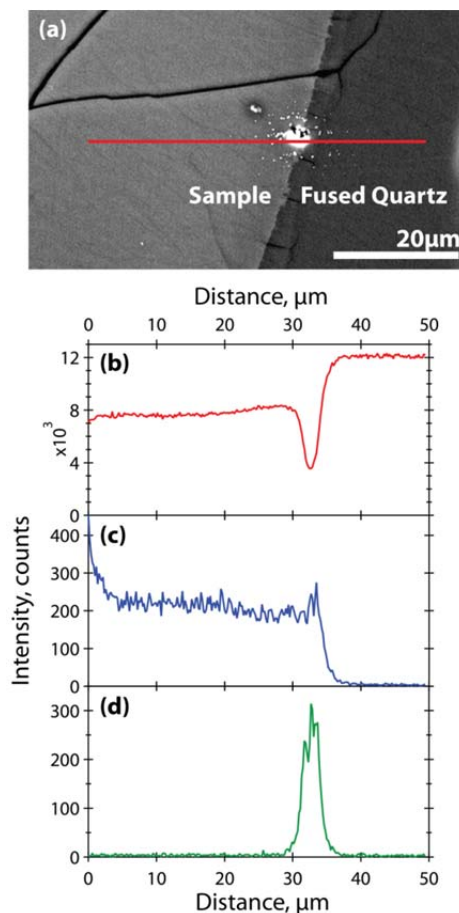 (a)
Sample Fused Quartz
20μm
Distance, μm
0 10 20 30 40 50
(b)
12
8
4
0
x10³
(c)
400
300
200
100
0
Intensity, counts
(d)
300
200
100
0
0 10 20 30 40 50
Distance, μm